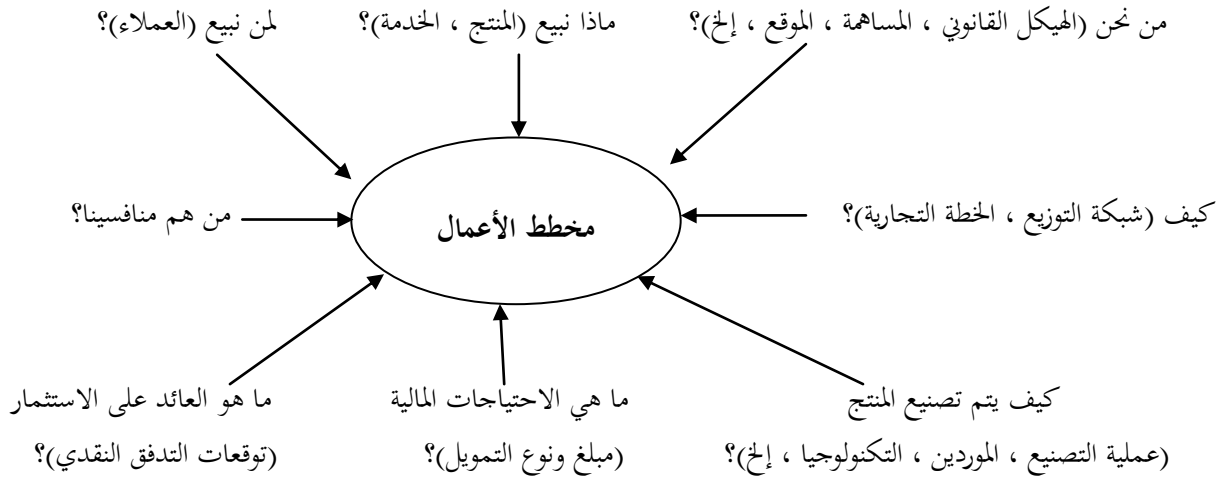 من نحن (الهيكل القانوني ، المساهمة ، الموقع ، إلخ)؟
ماذا نبيع (المنتج ، الخدمة)؟
لمن نبيع (العملاء)؟
كيف (شبكة التوزيع ، الخطة التجارية)؟
مخطط الأعمال
من هم منافسينا؟
كيف يتم تصنيع المنتج
(عملية التصنيع ، الموردين ، التكنولوجيا ، إلخ)؟
ما هي الاحتياجات المالية
(مبلغ ونوع التمويل)؟
ما هو العائد على الاستثمار
(توقعات التدفق النقدي)؟